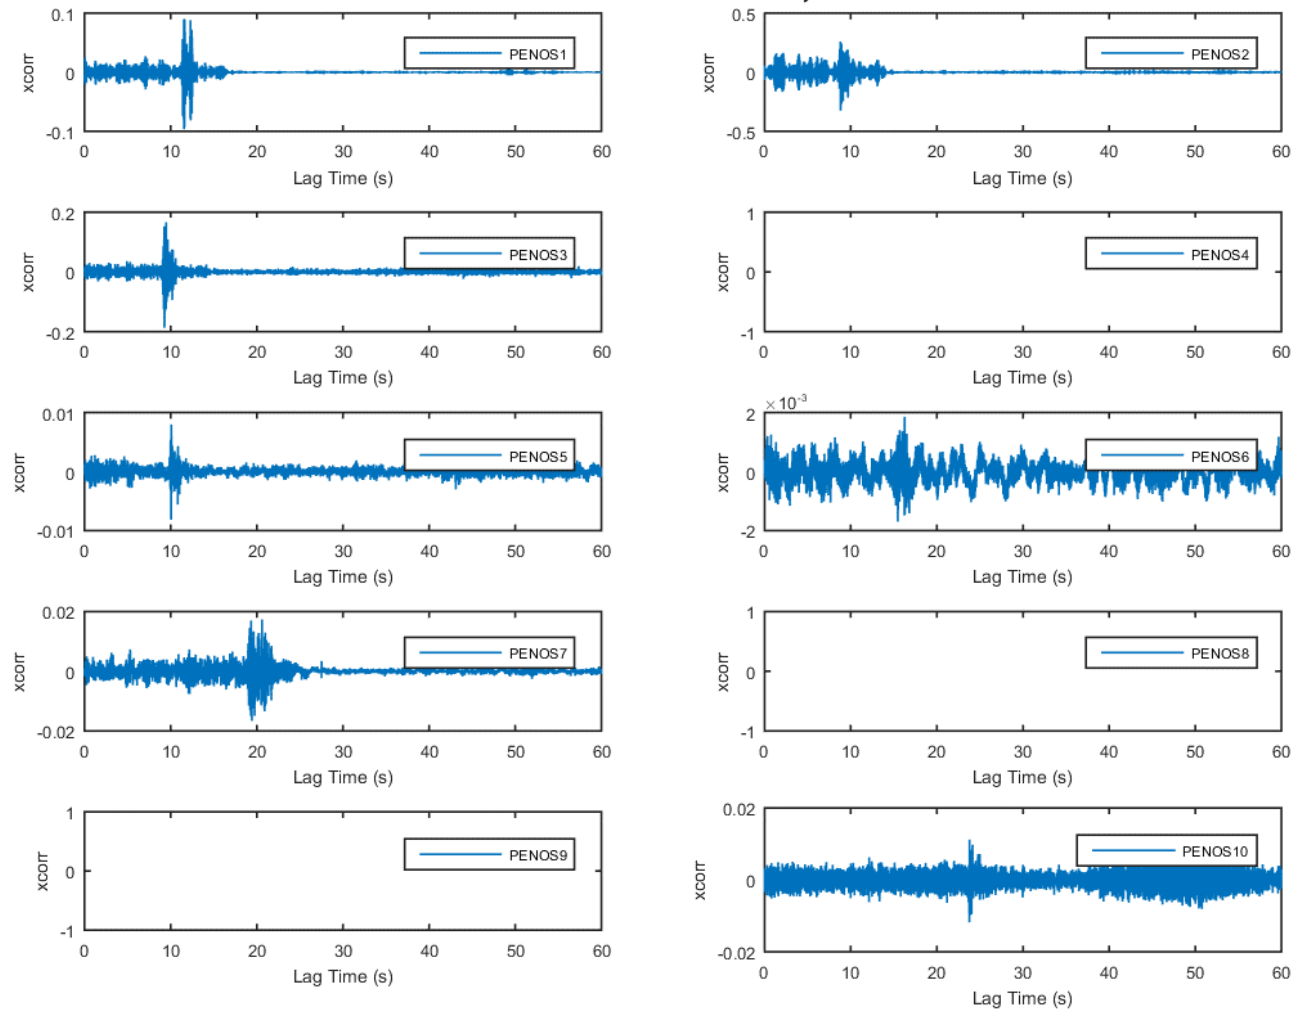 0.1
0
-0.1
xcorr
PENOS1
0 10 20 30 40 50 60
Lag Time (s)
0.5
0
-0.5
xcorr
PENOS2
0 10 20 30 40 50 60
Lag Time (s)
0.2
0
-0.2
xcorr
PENOS3
0 10 20 30 40 50 60
Lag Time (s)
1
0
-1
xcorr
PENOS4
0 10 20 30 40 50 60
Lag Time (s)
0.01
0
-0.01
xcorr
PENOS5
0 10 20 30 40 50 60
Lag Time (s)
×10⁻³
2
0
-2
xcorr
PENOS6
0 10 20 30 40 50 60
Lag Time (s)
0.02
0
-0.02
xcorr
PENOS7
0 10 20 30 40 50 60
Lag Time (s)
1
0
-1
xcorr
PENOS8
0 10 20 30 40 50 60
Lag Time (s)
1
0
-1
xcorr
PENOS9
0 10 20 30 40 50 60
Lag Time (s)
0.02
0
-0.02
xcorr
PENOS10
0 10 20 30 40 50 60
Lag Time (s)